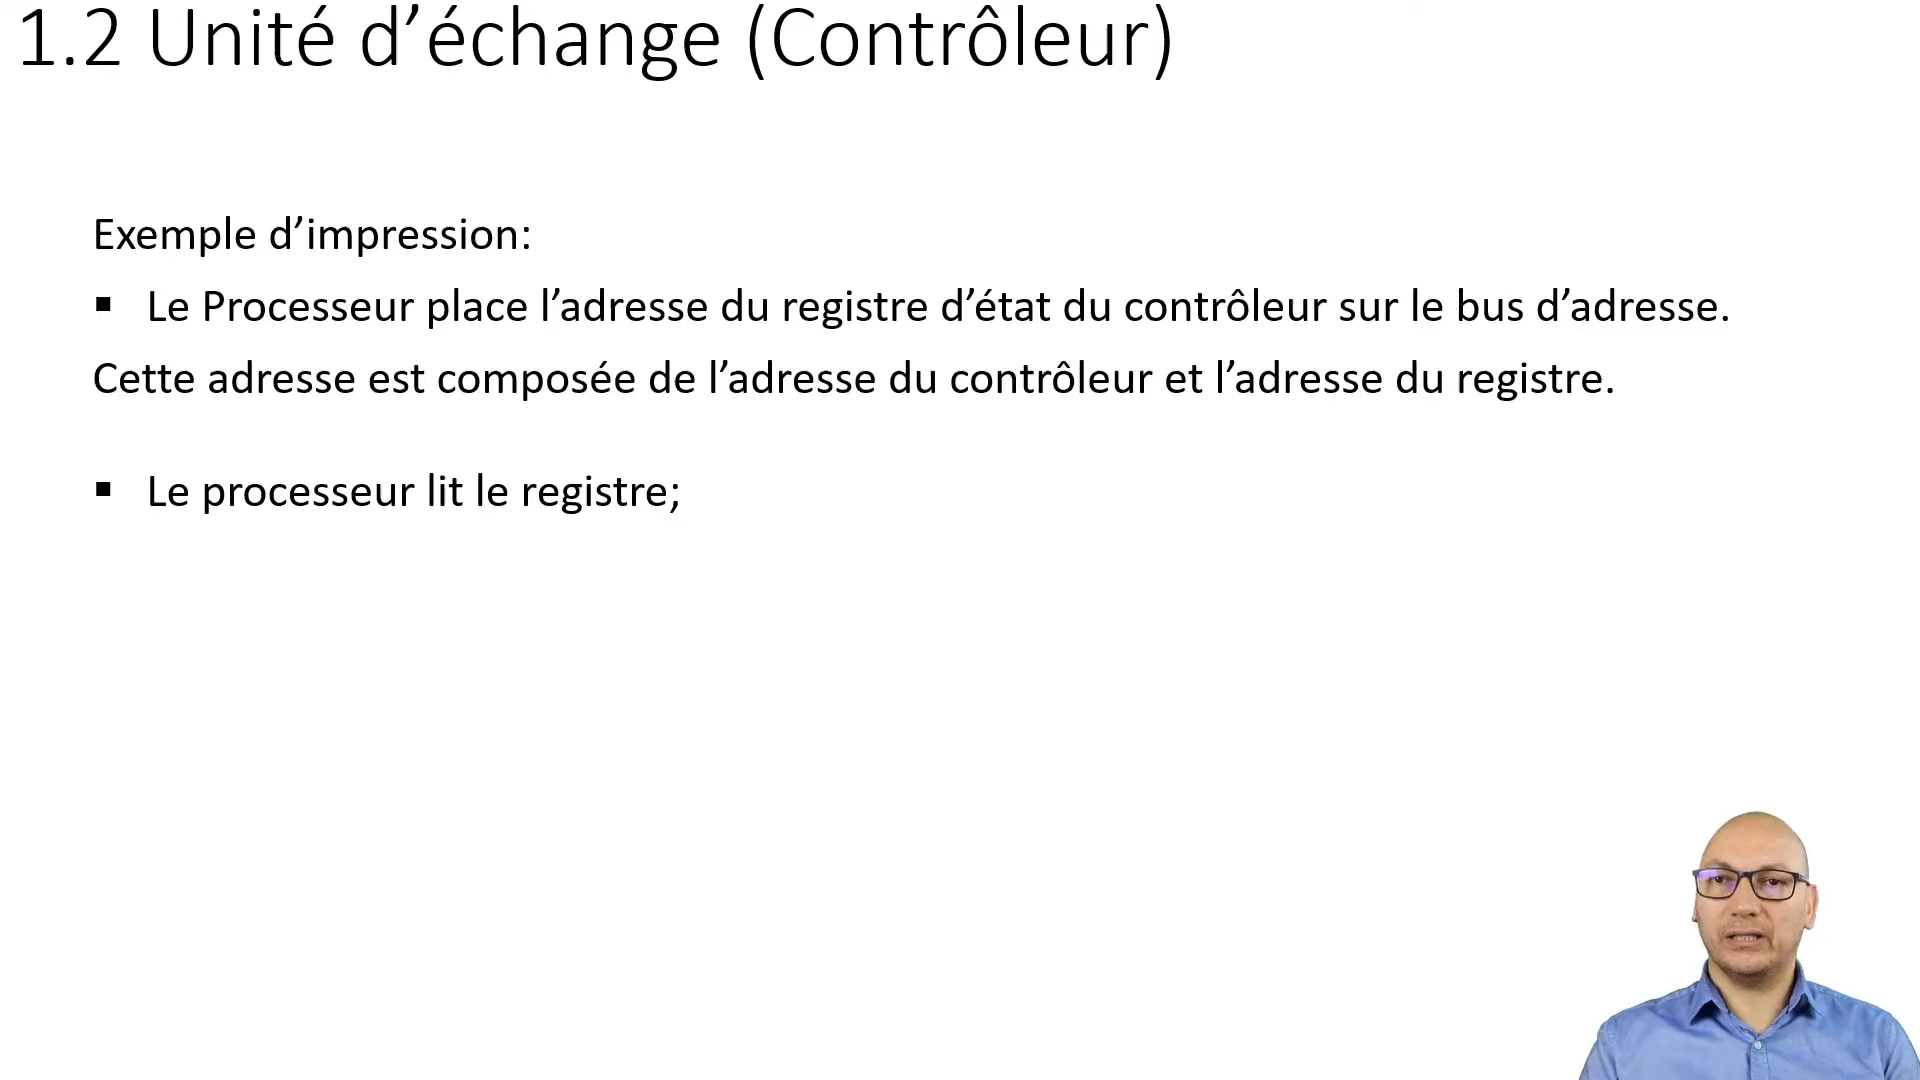 1.2 Unité d’échange (Contrôleur)
Exemple d’impression:
▪ Le Processeur place l’adresse du registre d’état du contrôleur sur le bus d’adresse.
Cette adresse est composée de l’adresse du contrôleur et l’adresse du registre.
▪ Le processeur lit le registre;